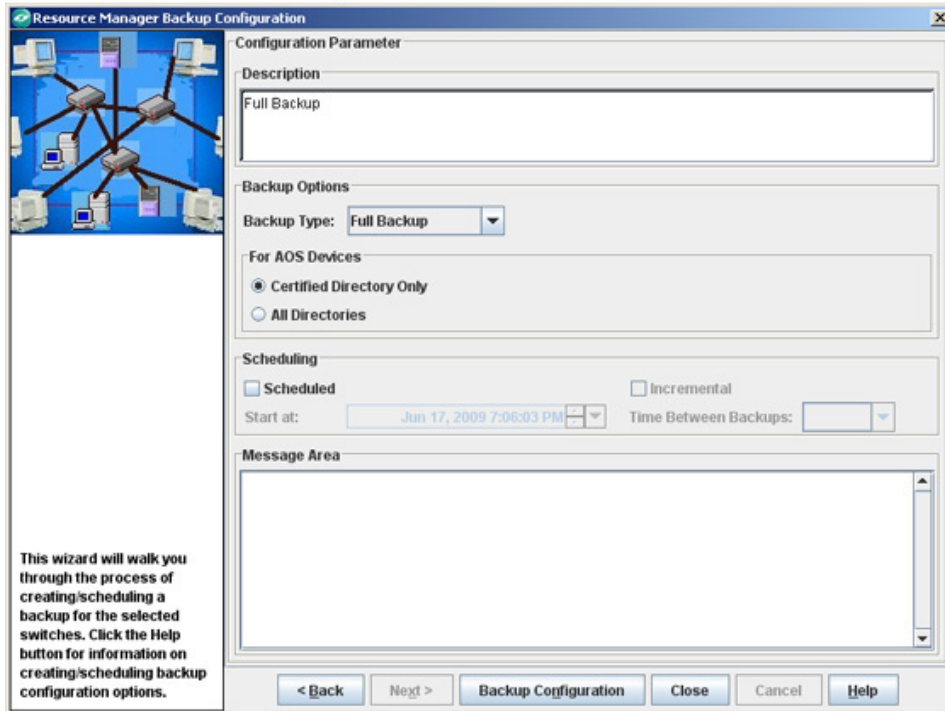 Resource Manager Backup Configuration
Configuration Parameter
Description
Full Backup
Backup Options
Backup Type: Full Backup
For AOS Devices
Certified Directory Only
All Directories
Scheduling
Scheduled
Incremental
Start at: Jun 17, 2009 7:06:03 PM
Time Between Backups:
Message Area
This wizard will walk you
through the process of
creating/scheduling a
backup for the selected
switches. Click the Help
button for information on
creating/scheduling backup
configuration options.
< Back
Next >
Backup Configuration
Close
Cancel
Help